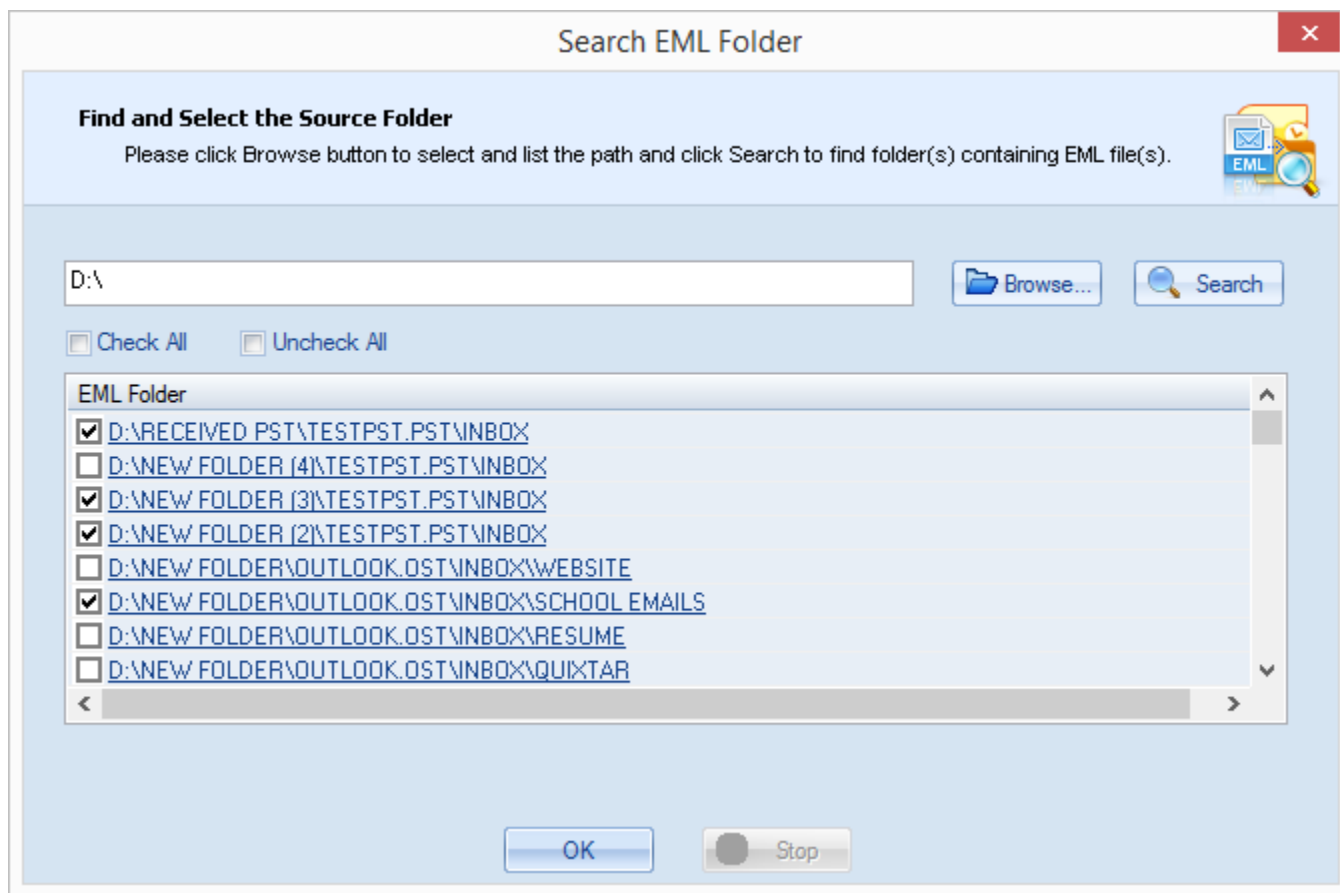 Search EML Folder
Find and Select the Source Folder
Please click Browse button to select and list the path and click Search to find folder(s) containing EML file(s).
EML
D:\
Browse...
Search
Check All
Uncheck All
EML Folder
D:\RECEIVED PST\TESTPST.PST\INBOX
D:\NEW FOLDER (4)\TESTPST.PST\INBOX
D:\NEW FOLDER (3)\TESTPST.PST\INBOX
D:\NEW FOLDER (2)\TESTPST.PST\INBOX
D:\NEW FOLDER\OUTLOOK.OST\INBOX\WEBSITE
D:\NEW FOLDER\OUTLOOK.OST\INBOX\SCHOOL EMAILS
D:\NEW FOLDER\OUTLOOK.OST\INBOX\RESUME
D:\NEW FOLDER\OUTLOOK.OST\INBOX\QUIXTAR
OK
Stop